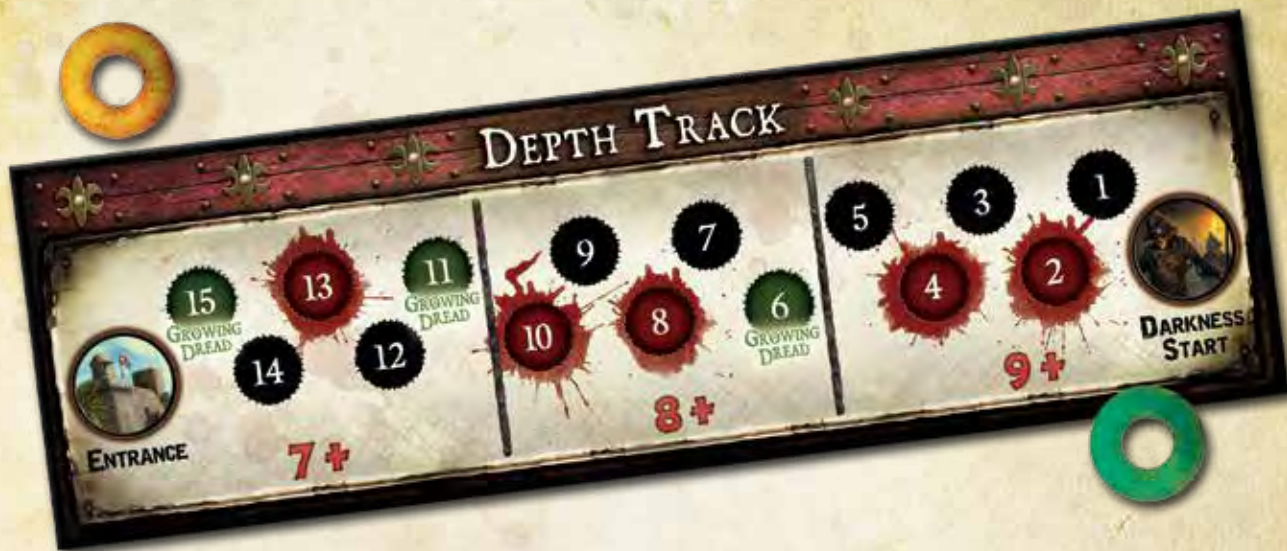 DEPTH TRACK
15
GROWING
DREAD
13
11
GROWING
DREAD
14
12
ENTRANCE
7+
9
7
10
8
6
GROWING
DREAD
8+
5
3
1
4
2
DARKNESS
START
9+